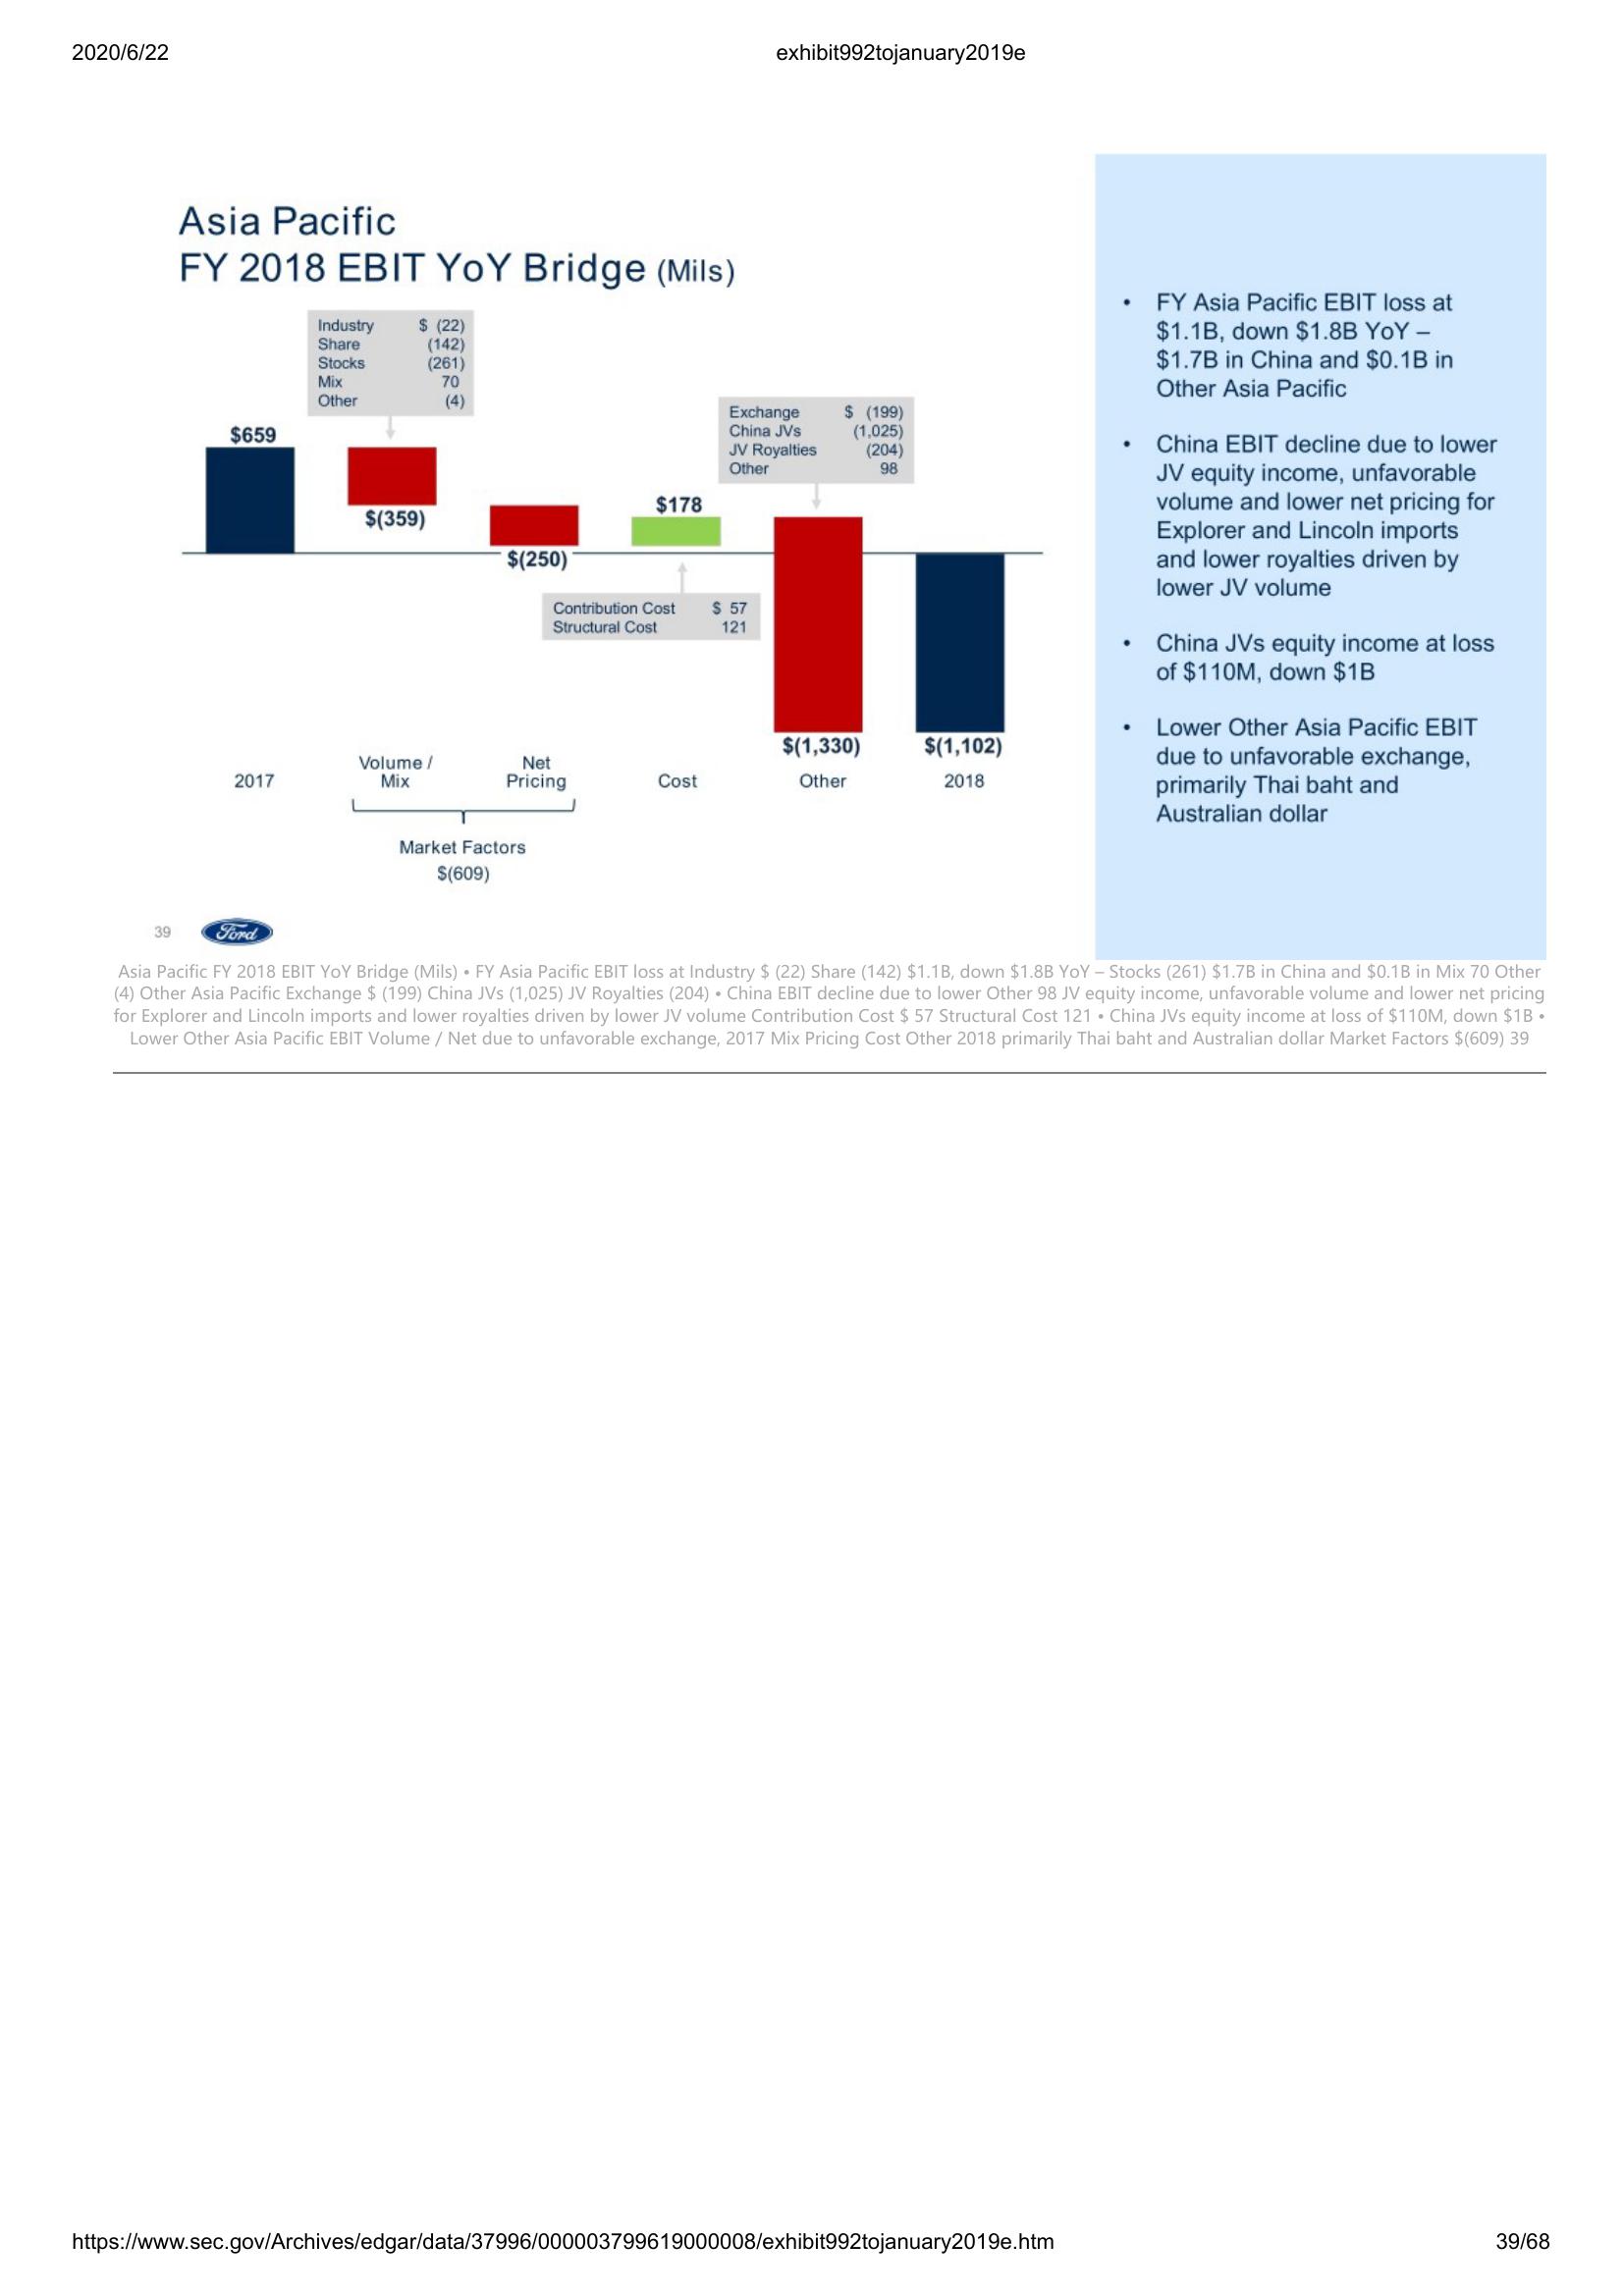 2020/6/22 exhibit992tojanuary2019e
Asia Pacific
FY 2018 EBIT YoY Bridge (Mils)
Industry $ (22)
Share (142)
Stocks (261)
Mix 70
Other (4)
Exchange $ (199)
China JVs (1,025)
JV Royalties (204)
Other 98
$659
$(359)
$(250)
$178
Contribution Cost $ 57
Structural Cost 121
$(1,330)
$(1,102)
2017
Volume /
Mix
Net
Pricing
Cost
Other
2018
Market Factors
$(609)
• FY Asia Pacific EBIT loss at
$1.1B, down $1.8B YoY –
$1.7B in China and $0.1B in
Other Asia Pacific
• China EBIT decline due to lower
JV equity income, unfavorable
volume and lower net pricing for
Explorer and Lincoln imports
and lower royalties driven by
lower JV volume
• China JVs equity income at loss
of $110M, down $1B
• Lower Other Asia Pacific EBIT
due to unfavorable exchange,
primarily Thai baht and
Australian dollar
39 Ford
Asia Pacific FY 2018 EBIT YoY Bridge (Mils) • FY Asia Pacific EBIT loss at Industry $ (22) Share (142) $1.1B, down $1.8B YoY – Stocks (261) $1.7B in China and $0.1B in Mix 70 Other
(4) Other Asia Pacific Exchange $ (199) China JVs (1,025) JV Royalties (204) • China EBIT decline due to lower Other 98 JV equity income, unfavorable volume and lower net pricing
for Explorer and Lincoln imports and lower royalties driven by lower JV volume Contribution Cost $ 57 Structural Cost 121 • China JVs equity income at loss of $110M, down $1B •
Lower Other Asia Pacific EBIT Volume / Net due to unfavorable exchange, 2017 Mix Pricing Cost Other 2018 primarily Thai baht and Australian dollar Market Factors $(609) 39
https://www.sec.gov/Archives/edgar/data/37996/000003799619000008/exhibit992tojanuary2019e.htm 39/68